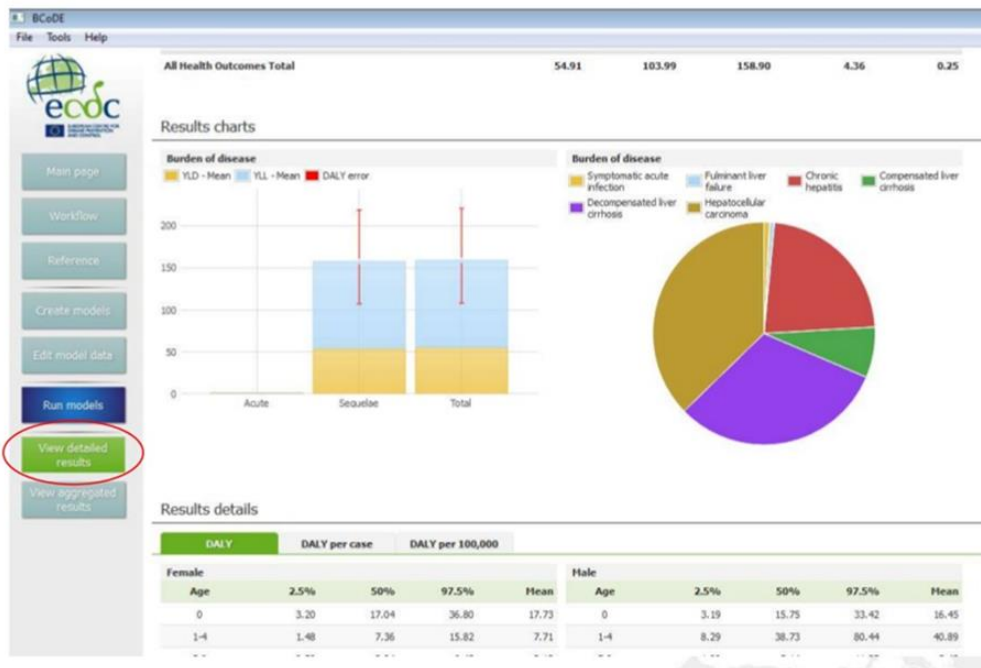 BCoDE
File Tools Help
ecdc
EUROPEAN CENTRE FOR
DISEASE PREVENTION
AND CONTROL
Main page
Workflow
Reference
Create models
Edit model data
Run models
View detailed
results
View aggregated
results
All Health Outcomes Total 54.91 103.99 158.90 4.36 0.25
Results charts
Burden of disease
YLD - Mean YLL - Mean DALY error
200
150
100
50
0
Acute Sequelae Total
Burden of disease
Symptomatic acute
infection
Fulminant liver
failure
Chronic
hepatitis
Compensated liver
cirrhosis
Decompensated liver
cirrhosis
Hepatocellular
carcinoma
Results details
DALY DALY per case DALY per 100,000
Female
Age 2.5% 50% 97.5% Mean
0 3.20 17.04 36.80 17.73
1-4 1.48 7.36 15.82 7.71
Male
Age 2.5% 50% 97.5% Mean
0 3.19 15.75 33.42 16.45
1-4 8.29 38.73 80.44 40.89